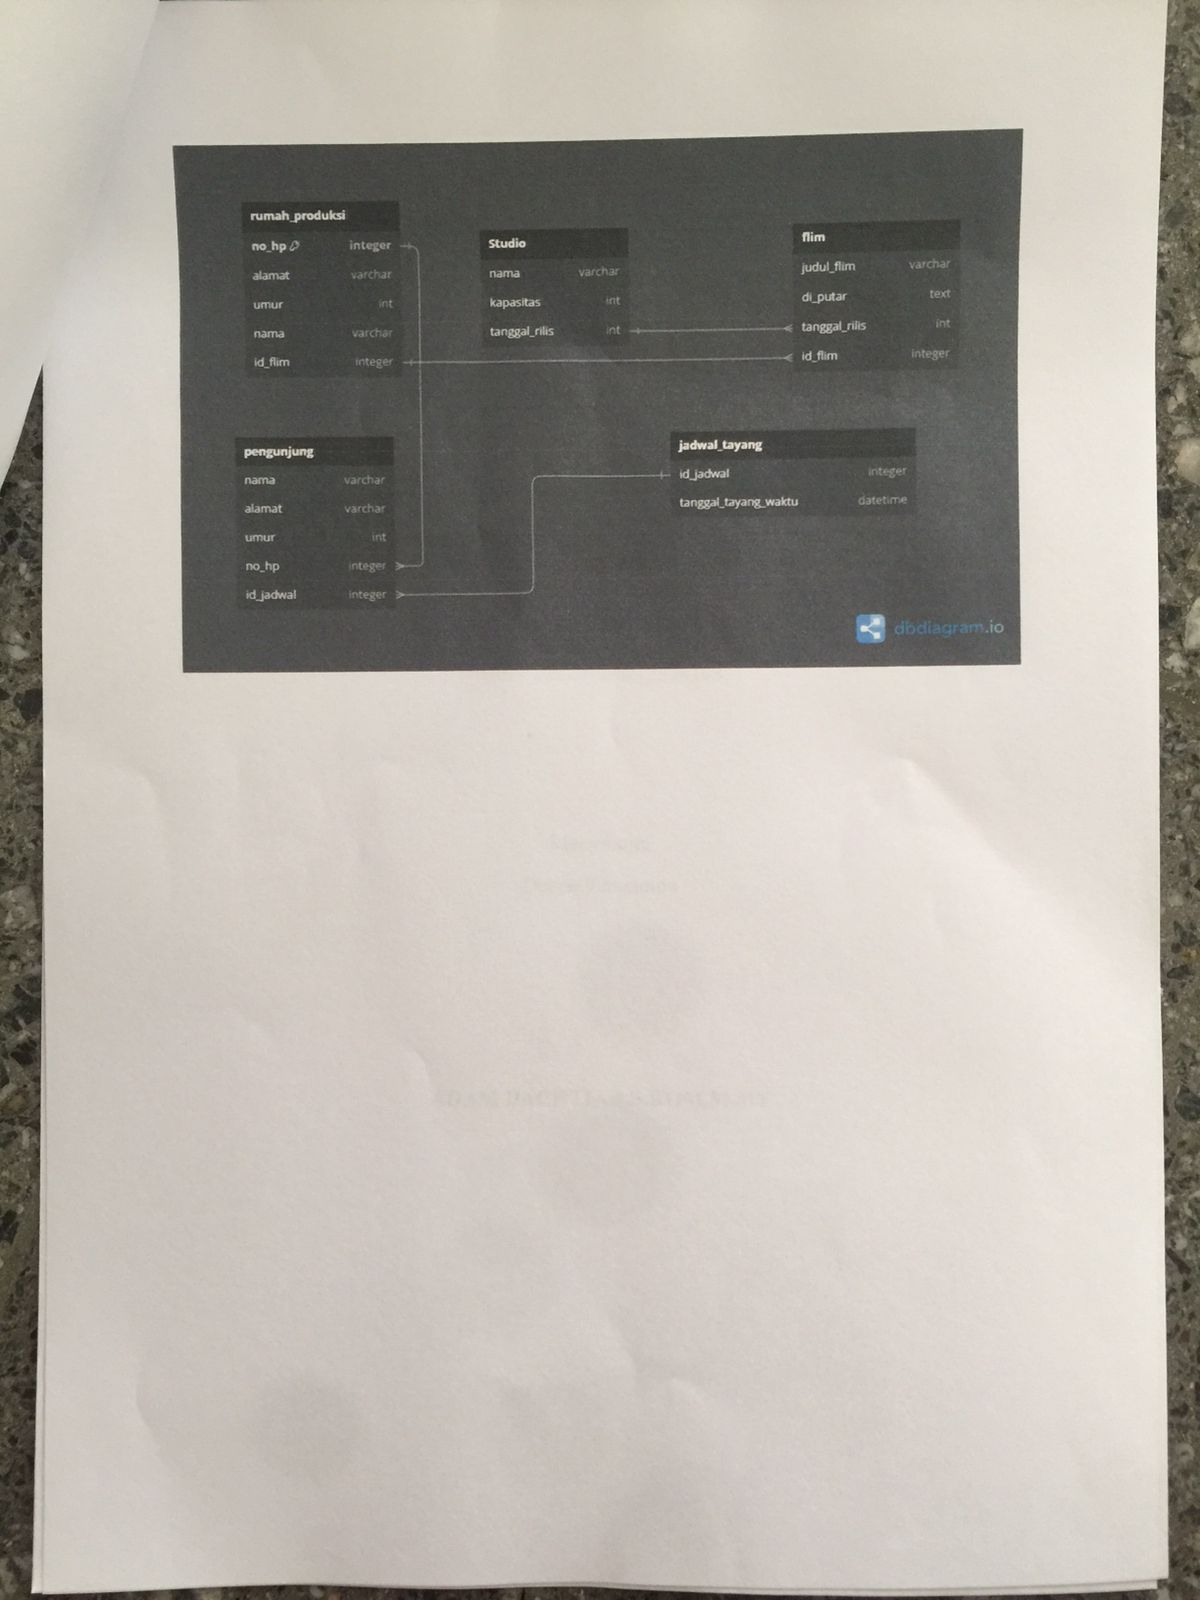 rumah_produksi
no_hp integer
alamat varchar
umur int
nama varchar
id_flim integer
Studio
nama varchar
kapasitas int
tanggal_rilis int
flim
judul_flim varchar
di_putar text
tanggal_rilis int
id_flim integer
pengunjung
nama varchar
alamat varchar
umur int
no_hp integer
id_jadwal integer
jadwal_tayang
id_jadwal integer
tanggal_tayang_waktu datetime
dbdiagram.io